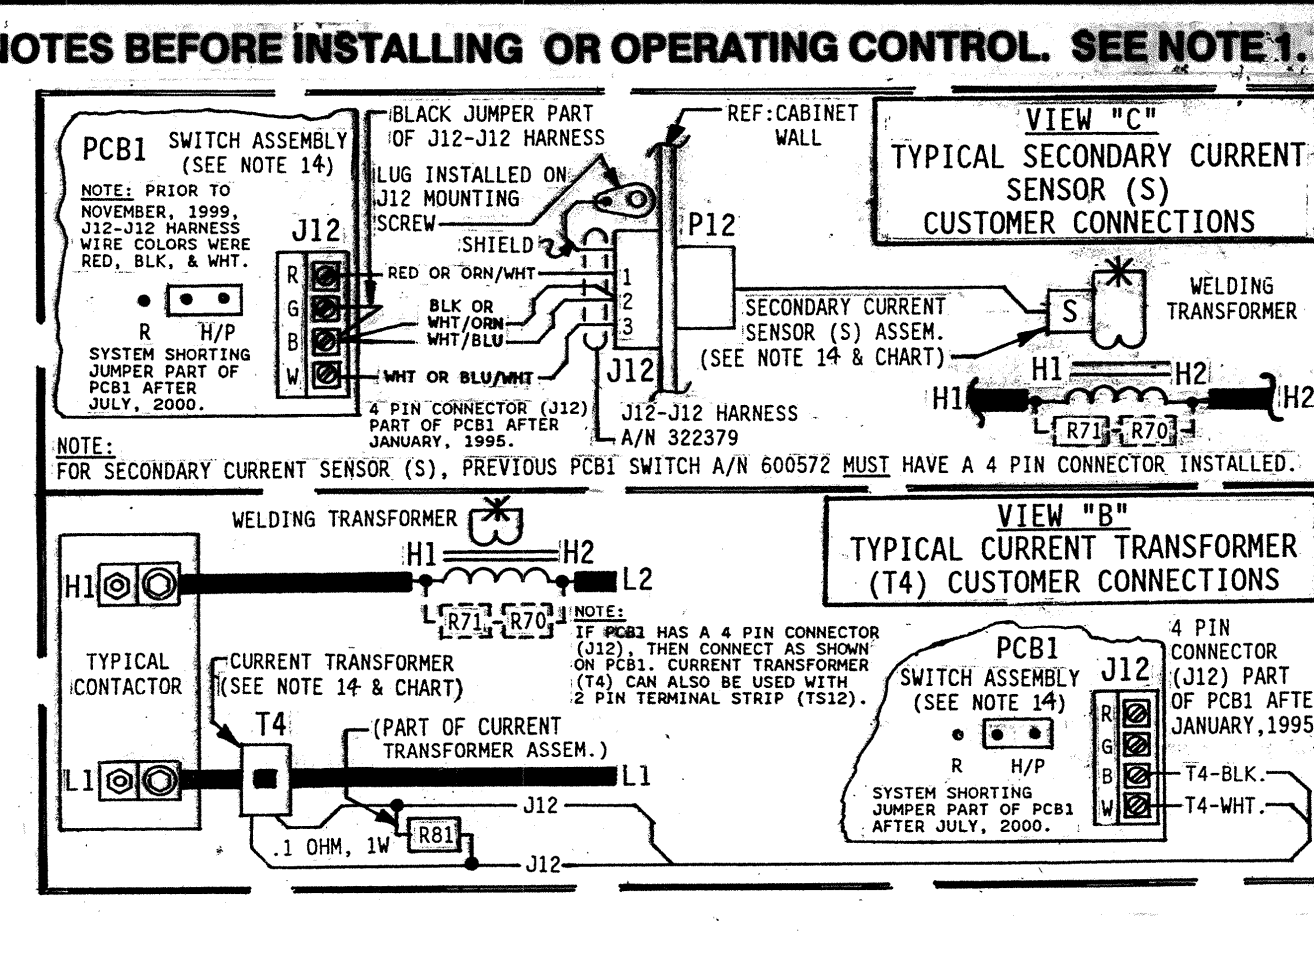 NOTES BEFORE INSTALLING OR OPERATING CONTROL. SEE NOTE 1.
PCB1 SWITCH ASSEMBLY
(SEE NOTE 14)
NOTE: PRIOR TO
NOVEMBER, 1999,
J12-J12 HARNESS
WIRE COLORS WERE
RED, BLK, & WHT.
R H/P
SYSTEM SHORTING
JUMPER PART OF
PCB1 AFTER
JULY, 2000.
J12
R
G
B
W
BLACK JUMPER PART
OF J12-J12 HARNESS
LUG INSTALLED ON
J12 MOUNTING
SCREW
SHIELD
RED OR ORN/WHT
BLK OR
WHT/ORN
WHT/BLU
WHT OR BLU/WHT
1
2
3
J12
4 PIN CONNECTOR (J12)
PART OF PCB1 AFTER
JANUARY, 1995.
J12-J12 HARNESS
A/N 322379
REF:CABINET
WALL
P12
SECONDARY CURRENT
SENSOR (S) ASSEM.
(SEE NOTE 14 & CHART)
VIEW "C"
TYPICAL SECONDARY CURRENT
SENSOR (S)
CUSTOMER CONNECTIONS
S
WELDING
TRANSFORMER
H1 H2
H1 H2
R71 R70
NOTE:
FOR SECONDARY CURRENT SENSOR (S), PREVIOUS PCB1 SWITCH A/N 600572 MUST HAVE A 4 PIN CONNECTOR INSTALLED.
WELDING TRANSFORMER
H1 H2
H1
L2
R71 R70
TYPICAL
CONTACTOR
CURRENT TRANSFORMER
(SEE NOTE 14 & CHART)
T4
(PART OF CURRENT
TRANSFORMER ASSEM.)
L1
L1
J12
R81
.1 OHM, 1W
J12
NOTE:
IF PCB1 HAS A 4 PIN CONNECTOR
(J12), THEN CONNECT AS SHOWN
ON PCB1. CURRENT TRANSFORMER
(T4) CAN ALSO BE USED WITH
2 PIN TERMINAL STRIP (TS12).
VIEW "B"
TYPICAL CURRENT TRANSFORMER
(T4) CUSTOMER CONNECTIONS
PCB1
SWITCH ASSEMBLY
(SEE NOTE 14)
R H/P
SYSTEM SHORTING
JUMPER PART OF PCB1
AFTER JULY, 2000.
J12
R
G
B
W
4 PIN
CONNECTOR
(J12) PART
OF PCB1 AFTE
JANUARY,1995
T4-BLK.
T4-WHT.